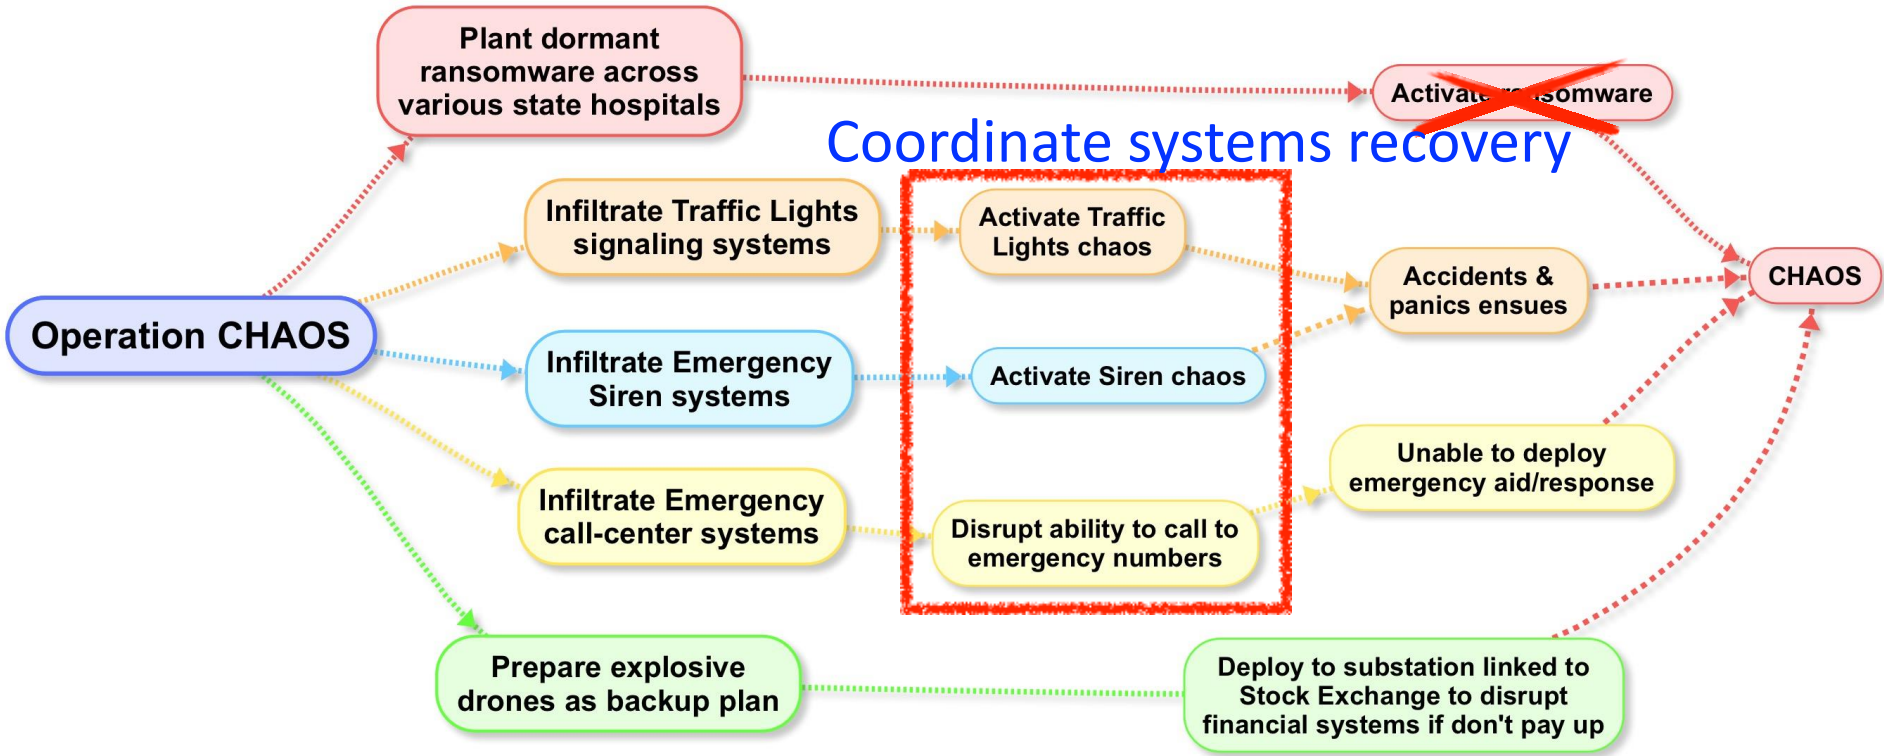 Plant dormant
ransomware across
various state hospitals
Activate ransomware
Coordinate systems recovery
Infiltrate Traffic Lights
signaling systems
Activate Traffic
Lights chaos
Accidents &
panics ensues
CHAOS
Operation CHAOS
Infiltrate Emergency
Siren systems
Activate Siren chaos
Infiltrate Emergency
call-center systems
Disrupt ability to call to
emergency numbers
Unable to deploy
emergency aid/response
Prepare explosive
drones as backup plan
Deploy to substation linked to
Stock Exchange to disrupt
financial systems if don't pay up